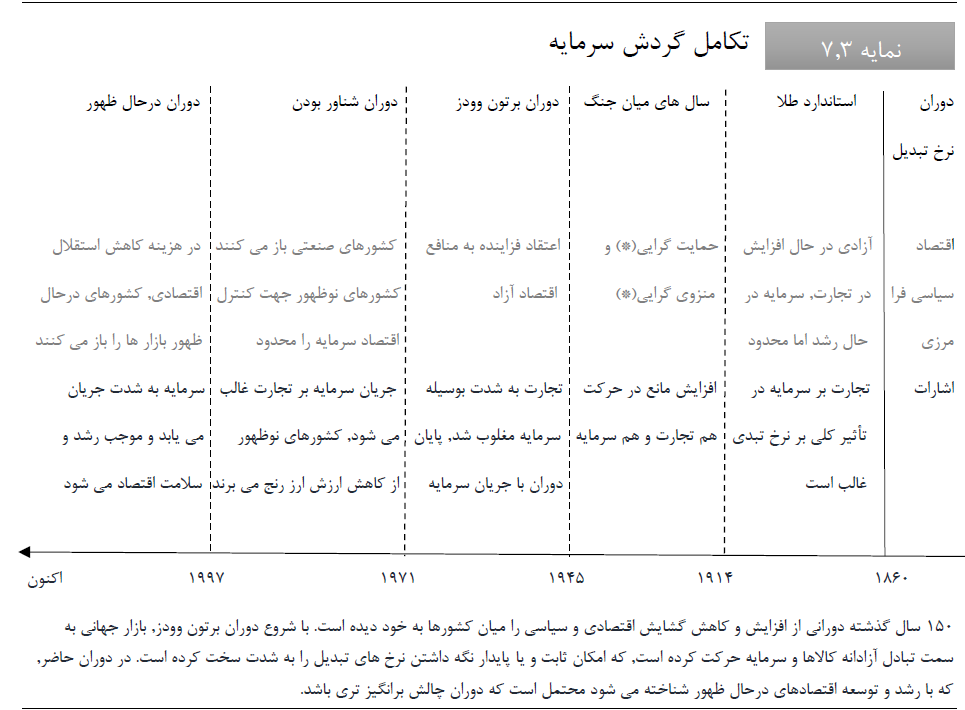 نمایه ۷,۳
تکامل گردش سرمایه
دوران استاندارد طلا سال های میان جنگ دوران برتون وودز دوران شناور بودن دوران درحال ظهور
نرخ تبدیل
اقتصاد آزادی در حال افزایش حمایت گرایی(*) و اعتقاد فزاینده به منافع کشورهای صنعتی باز می کنند در هزینه کاهش استقلال
سیاسی فرا در تجارت, سرمایه در منزوی گرایی(*) اقتصاد آزاد کشورهای نوظهور جهت کنترل اقتصادی, کشورهای درحال
مرزی حال رشد اما محدود اقتصاد سرمایه را محدود ظهور بازار ها را باز می کنند
اشارات تجارت بر سرمایه در افزایش مانع در حرکت تجارت به شدت بوسیله جریان سرمایه بر تجارت غالب سرمایه به شدت جریان
تأثیر کلی بر نرخ تبدی هم تجارت و هم سرمایه سرمایه مغلوب شد, پایان می شود, کشورهای نوظهور می یابد و موجب رشد و
غالب است دوران با جریان سرمایه از کاهش ارزش ارز رنج می برند سلامت اقتصاد می شود
۱۸۶۰ ۱۹۱۴ ۱۹۴۵ ۱۹۷۱ ۱۹۹۷ اکنون
۱۵۰ سال گذشته دورانی از افزایش و کاهش گشایش اقتصادی و سیاسی را میان کشورها به خود دیده است. با شروع دوران برتون وودز, بازار جهانی به
سمت تبادل آزادانه کالاها و سرمایه حرکت کرده است, که امکان ثابت و یا پایدار نگه داشتن نرخ های تبدیل را به شدت سخت کرده است. در دوران حاضر,
که با رشد و توسعه اقتصادهای درحال ظهور شناخته می شود محتمل است که دوران چالش برانگیز تری باشد.